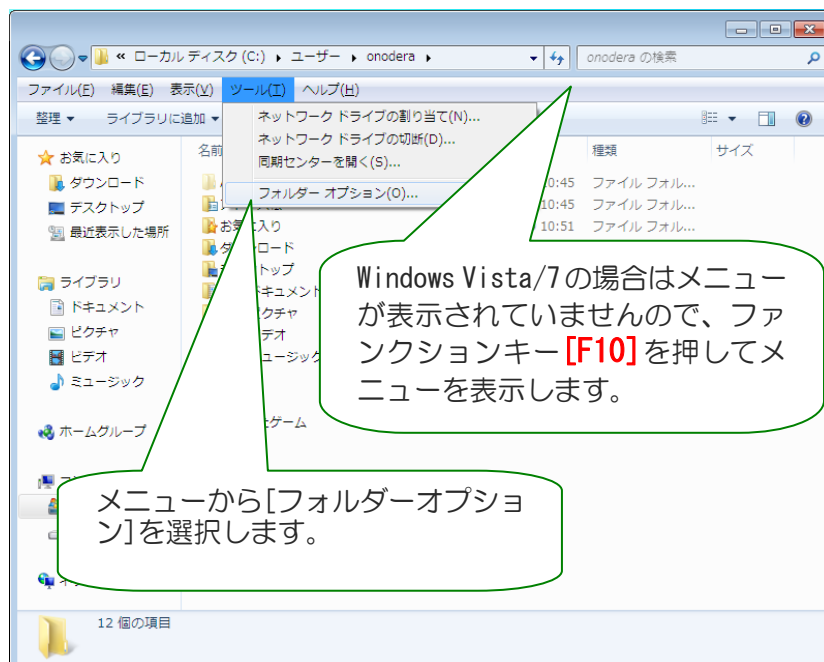 « ローカル ディスク (C:) ▸ ユーザー ▸ onodera ▸
onoderaの検索
ファイル(F) 編集(E) 表示(V) ツール(T) ヘルプ(H)
整理 ▼ ライブラリに追加 ▼
ネットワーク ドライブの割り当て(N)...
ネットワーク ドライブの切断(D)...
同期センターを開く(S)...
フォルダー オプション(O)...
名前 種類 サイズ
10:45 ファイル フォル...
10:45 ファイル フォル...
10:51 ファイル フォル...
お気に入り
ダウンロード
デスクトップ
最近表示した場所
ライブラリ
ドキュメント
ピクチャ
ビデオ
ミュージック
ホームグループ
お気に入り
Windows Vista/7の場合はメニュー
が表示されていませんので、ファ
ンクションキー[F10]を押してメ
ニューを表示します。
メニューから[フォルダーオプショ
ン]を選択します。
12 個の項目